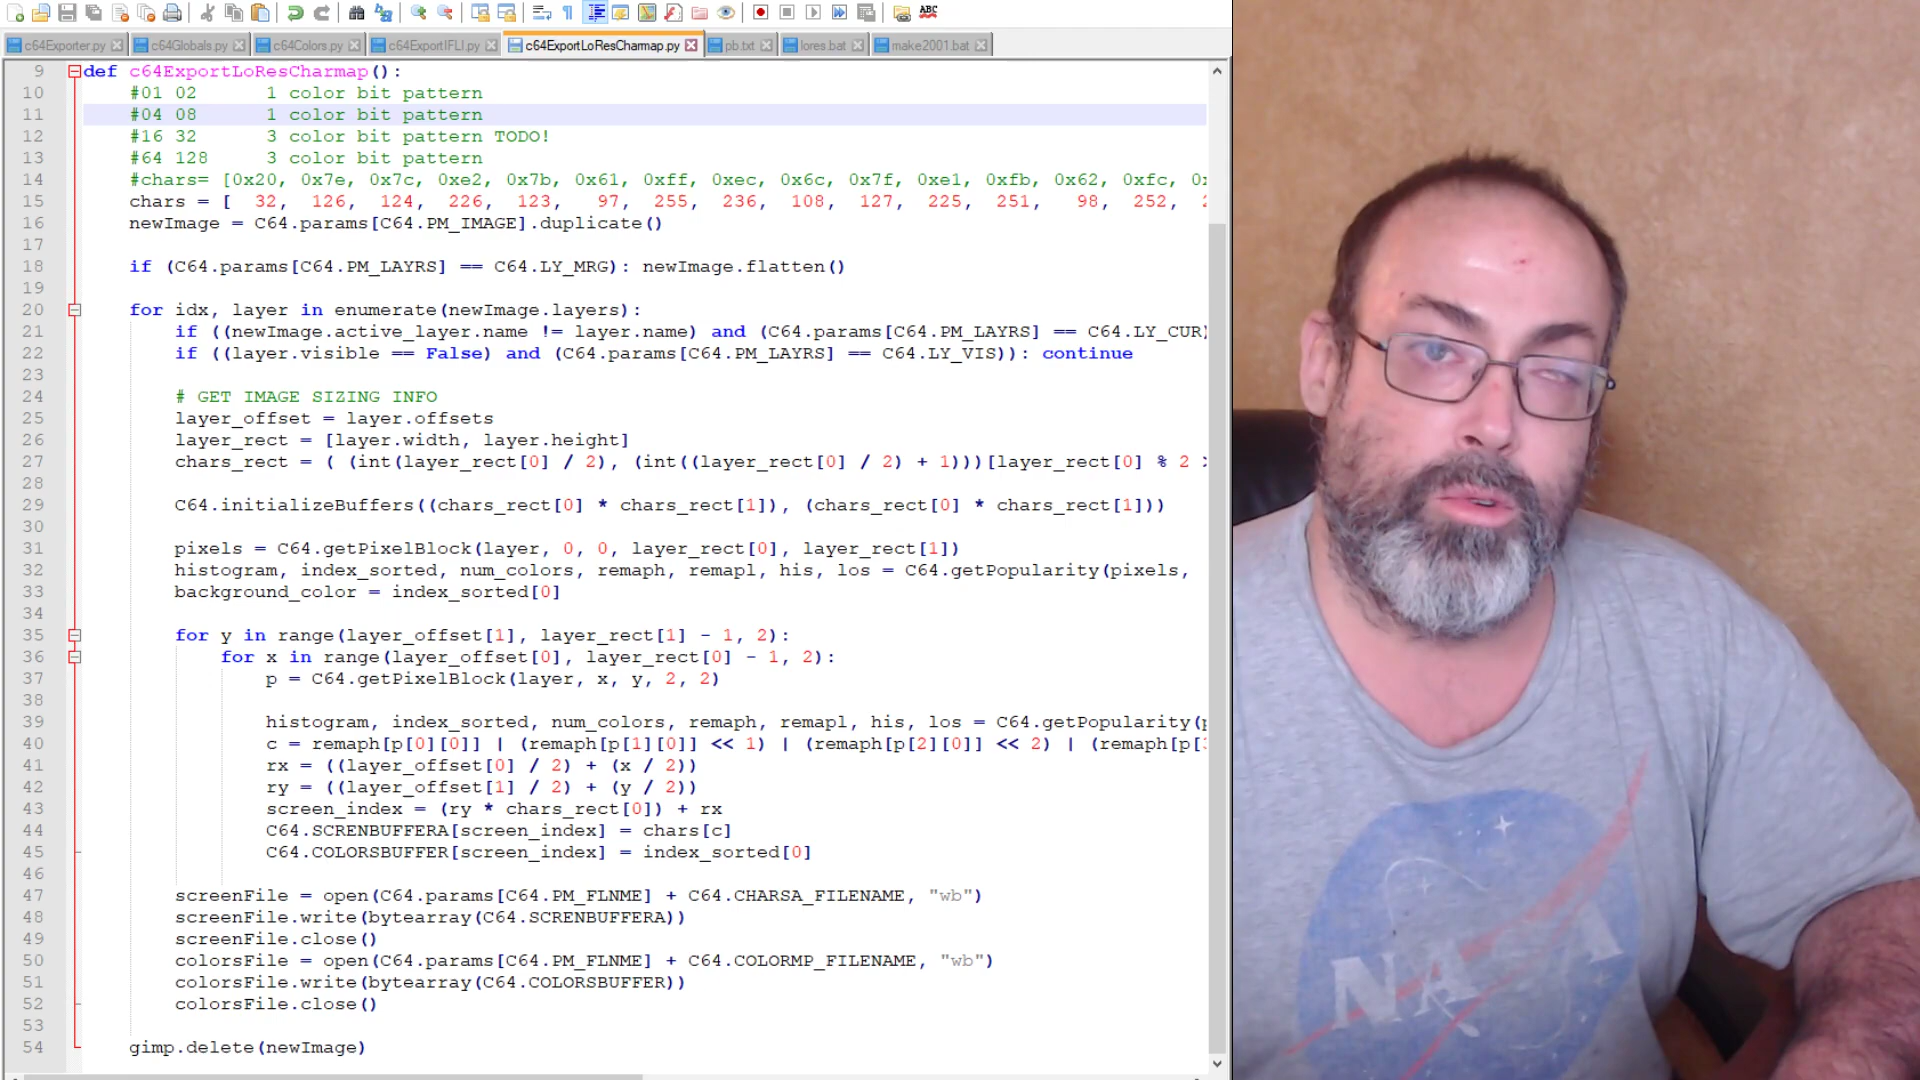 ABC
c64Exporter.py c64Globals.py c64Colors.py c64ExportIFLI.py c64ExportLoResCharmap.py pb.txt lores.bat make2001.bat
9 def c64ExportLoResCharmap():
10 #01 02 1 color bit pattern
11 #04 08 1 color bit pattern
12 #16 32 3 color bit pattern TODO!
13 #64 128 3 color bit pattern
14 #chars= [0x20, 0x7e, 0x7c, 0xe2, 0x7b, 0x61, 0xff, 0xec, 0x6c, 0x7f, 0xe1, 0xfb, 0x62, 0xfc,
15 chars = [ 32, 126, 124, 226, 123, 97, 255, 236, 108, 127, 225, 251, 98, 252,
16 newImage = C64.params[C64.PM_IMAGE].duplicate()
17
18 if (C64.params[C64.PM_LAYRS] == C64.LY_MRG): newImage.flatten()
19
20 for idx, layer in enumerate(newImage.layers):
21 if ((newImage.active_layer.name != layer.name) and (C64.params[C64.PM_LAYRS] == C64.LY_CUR)
22 if ((layer.visible == False) and (C64.params[C64.PM_LAYRS] == C64.LY_VIS)): continue
23
24 # GET IMAGE SIZING INFO
25 layer_offset = layer.offsets
26 layer_rect = [layer.width, layer.height]
27 chars_rect = ( (int(layer_rect[0] / 2), (int((layer_rect[0] / 2) + 1)))[layer_rect[0] % 2 >
28
29 C64.initializeBuffers((chars_rect[0] * chars_rect[1]), (chars_rect[0] * chars_rect[1]))
30
31 pixels = C64.getPixelBlock(layer, 0, 0, layer_rect[0], layer_rect[1])
32 histogram, index_sorted, num_colors, remaph, remapl, his, los = C64.getPopularity(pixels,
33 background_color = index_sorted[0]
34
35 for y in range(layer_offset[1], layer_rect[1] - 1, 2):
36 for x in range(layer_offset[0], layer_rect[0] - 1, 2):
37 p = C64.getPixelBlock(layer, x, y, 2, 2)
38
39 histogram, index_sorted, num_colors, remaph, remapl, his, los = C64.getPopularity(p
40 c = remaph[p[0][0]] | (remaph[p[1][0]] << 1) | (remaph[p[2][0]] << 2) | (remaph[p[3
41 rx = ((layer_offset[0] / 2) + (x / 2))
42 ry = ((layer_offset[1] / 2) + (y / 2))
43 screen_index = (ry * chars_rect[0]) + rx
44 C64.SCRENBUFFERA[screen_index] = chars[c]
45 C64.COLORSBUFFER[screen_index] = index_sorted[0]
46
47 screenFile = open(C64.params[C64.PM_FLNME] + C64.CHARSA_FILENAME, "wb")
48 screenFile.write(bytearray(C64.SCRENBUFFERA))
49 screenFile.close()
50 colorsFile = open(C64.params[C64.PM_FLNME] + C64.COLORMP_FILENAME, "wb")
51 colorsFile.write(bytearray(C64.COLORSBUFFER))
52 colorsFile.close()
53
54 gimp.delete(newImage)
NASA